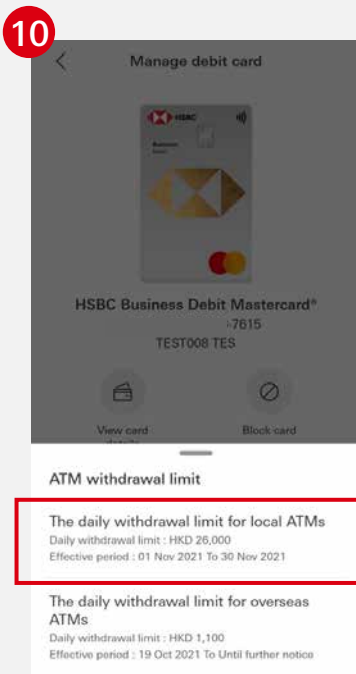 10
Manage debit card
HSBC
Business
Debit
HSBC Business Debit Mastercard®
-7615
TEST008 TES
View card
details
Block card
ATM withdrawal limit
The daily withdrawal limit for local ATMs
Daily withdrawal limit : HKD 26,000
Effective period : 01 Nov 2021 To 30 Nov 2021
The daily withdrawal limit for overseas
ATMs
Daily withdrawal limit : HKD 1,100
Effective period : 19 Oct 2021 To Until further notice